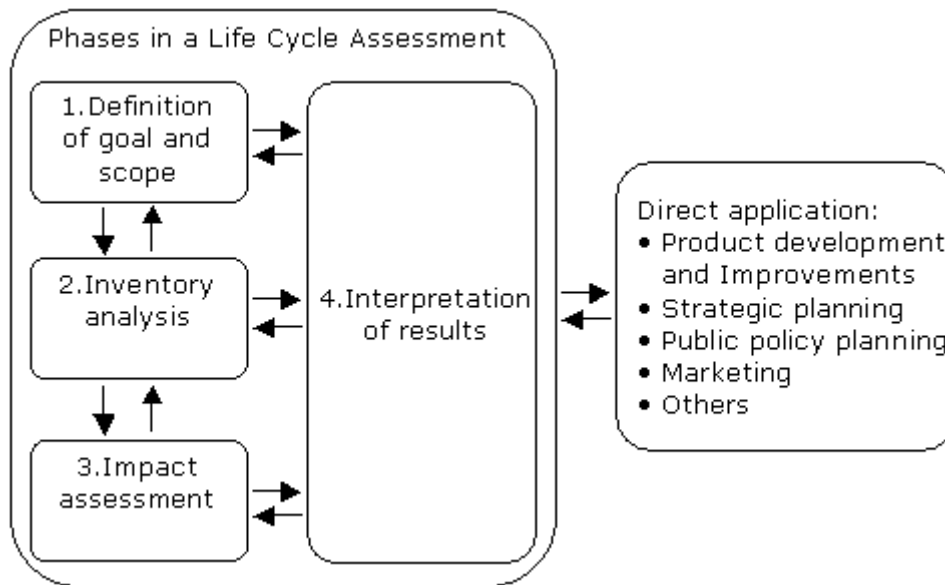 Phases in a Life Cycle Assessment
1.Definition
of goal and
scope
2.Inventory
analysis
3.Impact
assessment
4.Interpretation
of results
Direct application:
• Product development
and Improvements
• Strategic planning
• Public policy planning
• Marketing
• Others